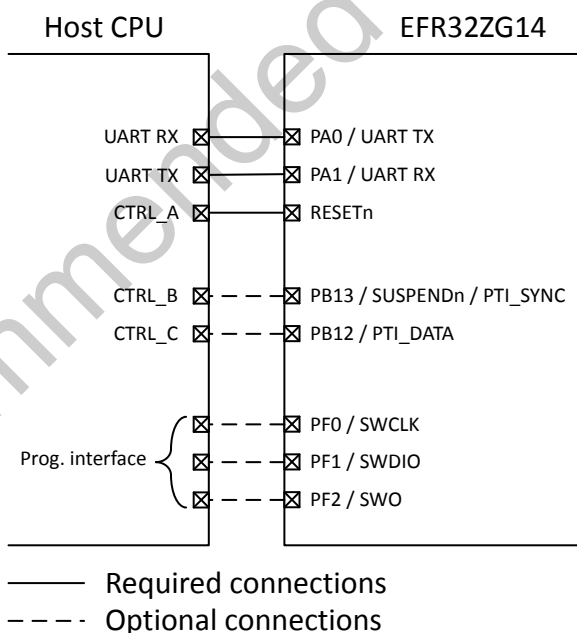 Host CPU EFR32ZG14
UART RX PA0 / UART TX
UART TX PA1 / UART RX
CTRL_A RESETn
CTRL_B PB13 / SUSPENDn / PTI_SYNC
CTRL_C PB12 / PTI_DATA
PF0 / SWCLK
Prog. interface PF1 / SWDIO
PF2 / SWO
Required connections
Optional connections
mmended